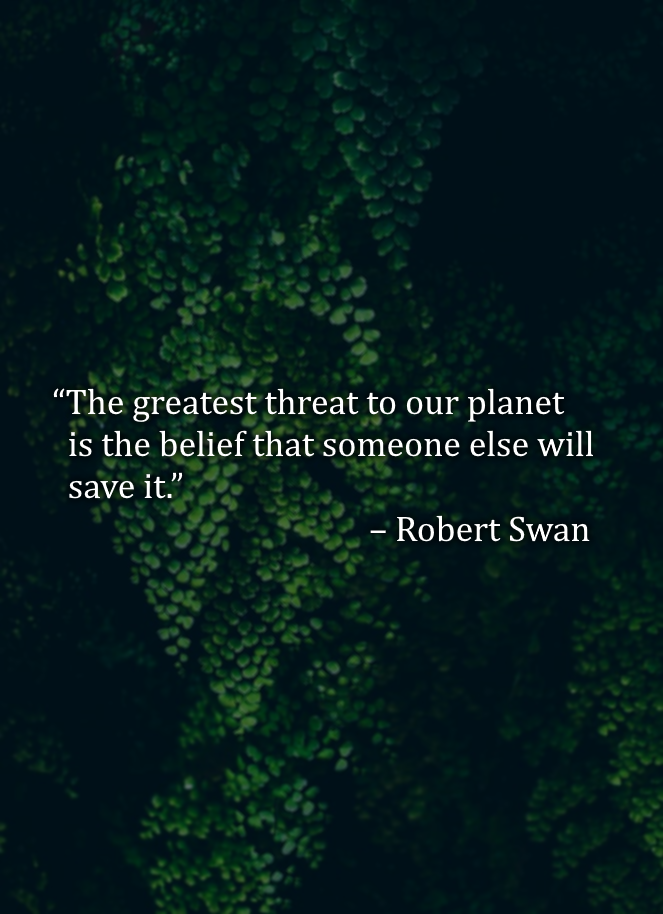 “The greatest threat to our planet
is the belief that someone else will
save it.”
– Robert Swan